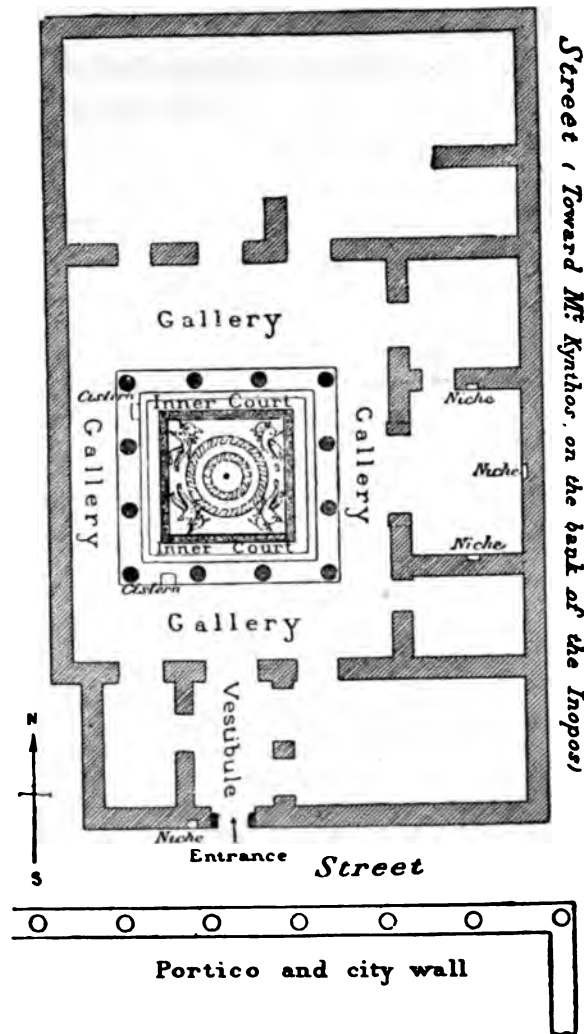 Street (Toward Mt Kynthos, on the bank of the Inopos)
Gallery
Cistern
Inner Court
Niche
Gallery
Gallery
Niche
Niche
Inner Court
Cistern
Gallery
Vestibule
N
S
Niche
Entrance
Street
Portico and city wall